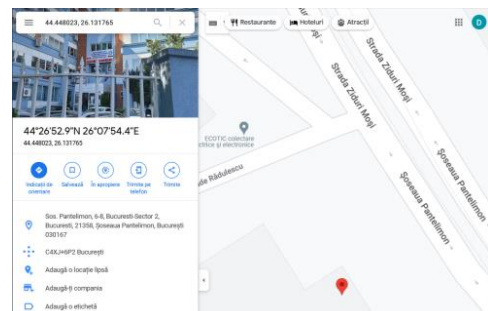 44.448023, 26.131765
Restaurante
Hoteluri
Atracții
D
44°26'52.9"N 26°07'54.4"E
44.448023, 26.131765
Indicații de orientare
Salvează
În apropiere
Trimite pe telefon
Trimite
Sos. Pantelimon, 6-8, Bucuresti-Sector 2,
Bucuresti, 21358, Șoseaua Pantelimon, București
030167
C4XJ+6P2 București
Adaugă o locație lipsă
Adaugă-ți compania
Adaugă o etichetă
ECOTIC-colectare
ctrice și electronice
de Rădulescu
Strada Ziduri Moși
Strada Ziduri Moși
Șoseaua Pantelimon
Șoseaua Pantelimon